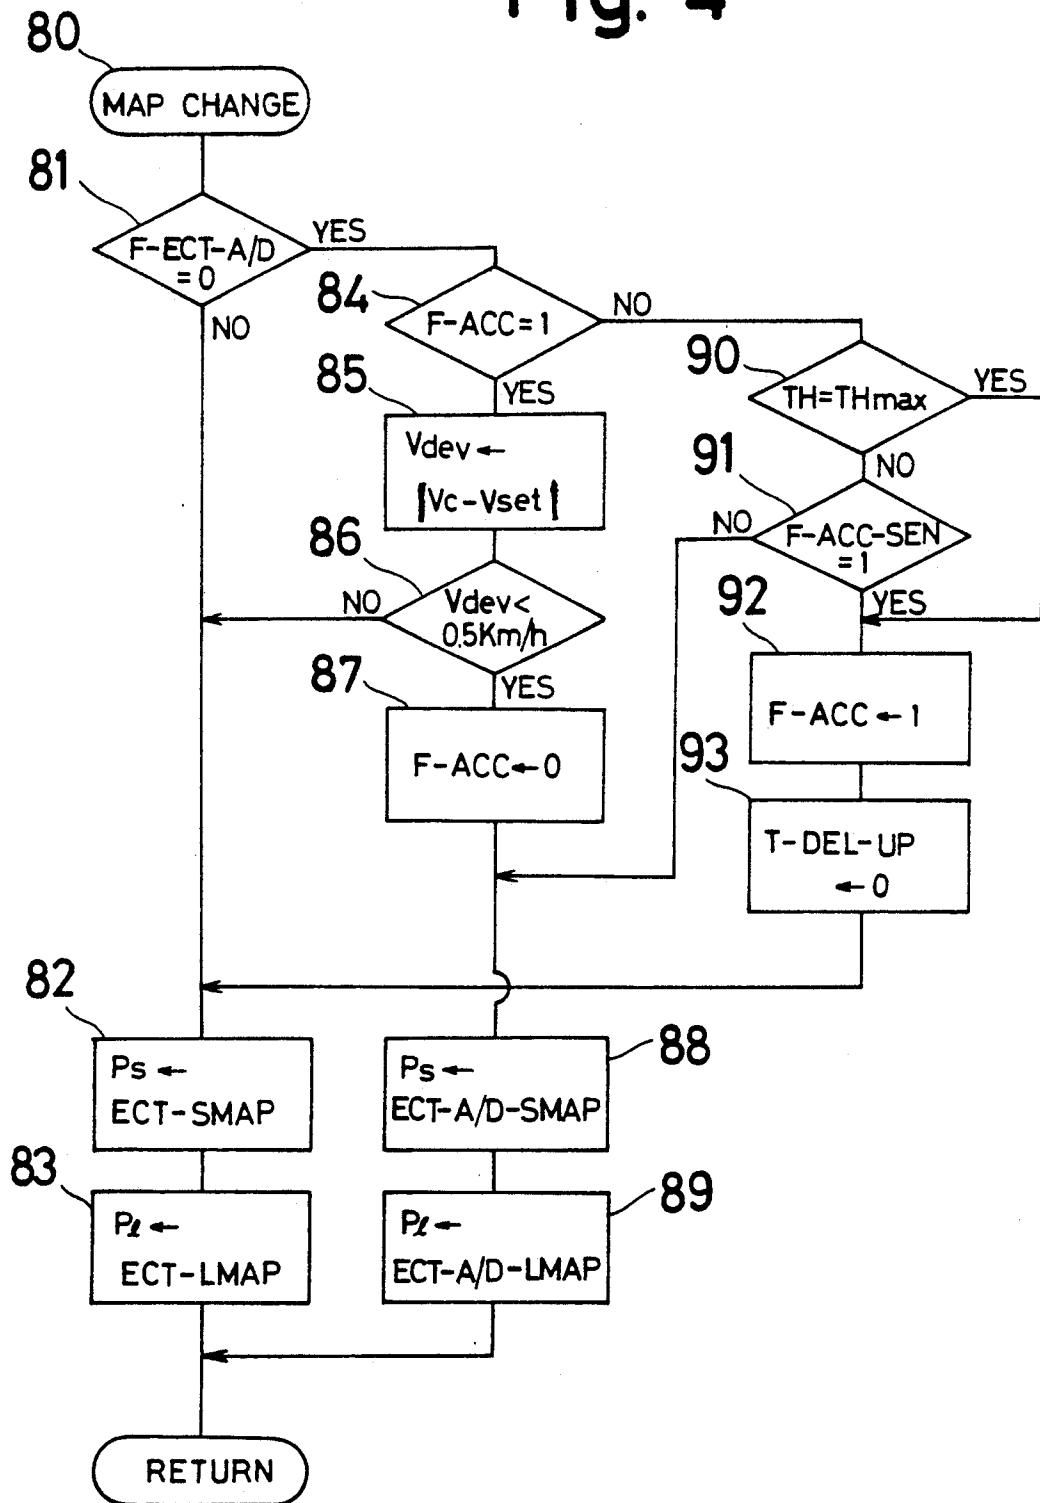 Fig. 4
80
MAP CHANGE
81
F-ECT-A/D
=0
YES
NO
84
F-ACC=1
NO
YES
85
Vdev ←
|Vc-Vset|
86
Vdev<
0.5Km/h
NO
YES
87
F-ACC←0
90
TH=THmax
YES
NO
91
F-ACC-SEN
=1
NO
YES
92
F-ACC←1
93
T-DEL-UP
←0
82
Ps ←
ECT-SMAP
83
Pℓ ←
ECT-LMAP
88
Ps ←
ECT-A/D-SMAP
89
Pℓ ←
ECT-A/D-LMAP
RETURN